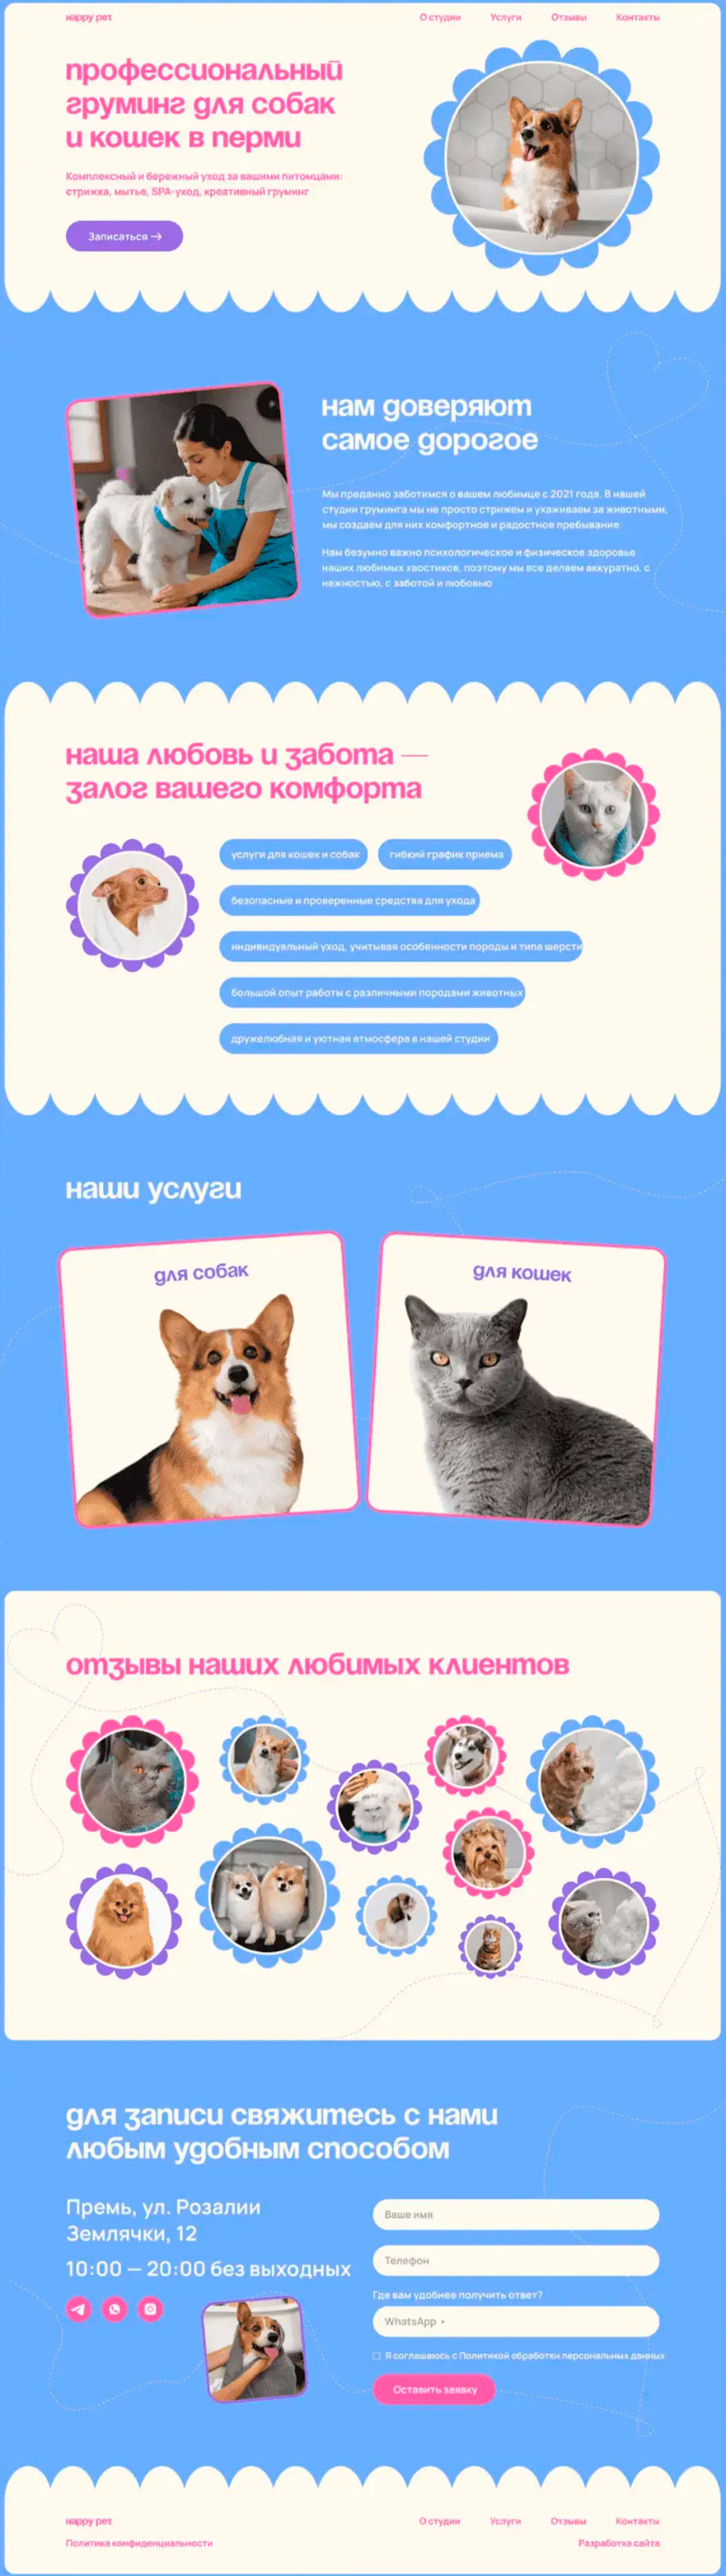 happy pet
О студии
Услуги
Отзывы
Контакты
профессиональный
груминг для собак
и кошек в перми
Комплексный и бережный уход за вашими питомцами:
стрижка, мытье, SPA-уход, креативный груминг
Записаться →
нам доверяют
самое дорогое
Мы преданно заботимся о вашем любимце с 2021 года. В нашей
студии груминга мы не просто стрижем и ухаживаем за животными,
мы создаем для них комфортное и радостное пребывание
Нам безумно важно психологическое и физическое здоровье
наших любимых хвостиков, поэтому мы все делаем аккуратно, с
нежностью, с заботой и любовью
наша любовь и забота —
залог вашего комфорта
услуги для кошек и собак
гибкий график приема
безопасные и проверенные средства для ухода
индивидуальный уход, учитывая особенности породы и типа шерсти
большой опыт работы с различными породами животных
дружелюбная и уютная атмосфера в нашей студии
наши услуги
для собак
для кошек
отзывы наших любимых клиентов
для записи свяжитесь с нами
любым удобным способом
Премь, ул. Розалии
Землячки, 12
10:00 — 20:00 без выходных
Ваше имя
Телефон
Где вам удобнее получить ответ?
WhatsApp
Я соглашаюсь с Политикой обработки персональных данных
Оставить заявку
happy pet
О студии
Услуги
Отзывы
Контакты
Политика конфиденциальности
Разработка сайта